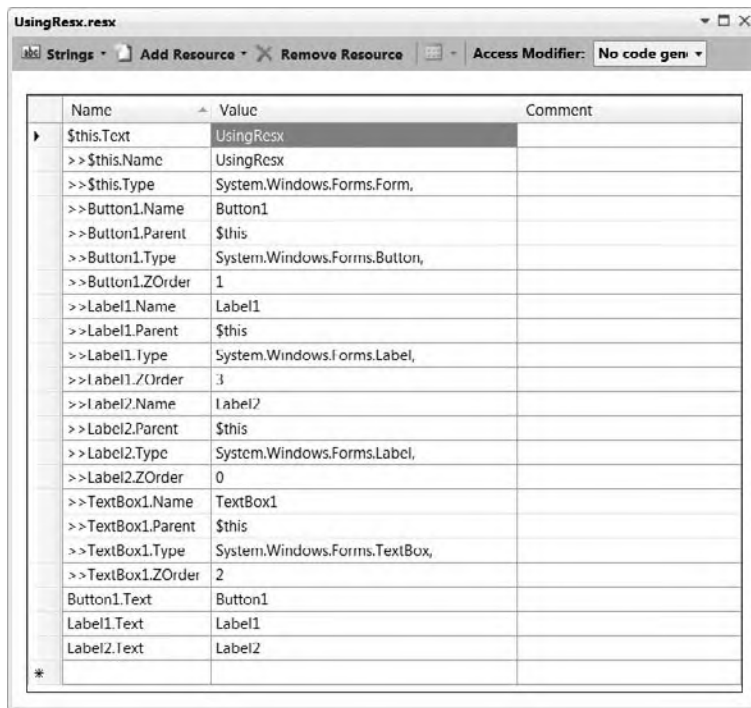 UsingResx.resx
abl Strings Add Resource Remove Resource Access Modifier: No code gen
Name Value Comment
$this.Text UsingResx
>>$this.Name UsingResx
>>$this.Type System.Windows.Forms.Form,
>>Button1.Name Button1
>>Button1.Parent $this
>>Button1.Type System.Windows.Forms.Button,
>>Button1.ZOrder 1
>>Label1.Name Label1
>>Label1.Parent $this
>>Label1.Type System.Windows.Forms.Label,
>>Label1.ZOrder 3
>>Label2.Name Label2
>>Label2.Parent $this
>>Label2.Type System.Windows.Forms.Label,
>>Label2.ZOrder 0
>>TextBox1.Name TextBox1
>>TextBox1.Parent $this
>>TextBox1.Type System.Windows.Forms.TextBox,
>>TextBox1.ZOrder 2
Button1.Text Button1
Label1.Text Label1
Label2.Text Label2
*